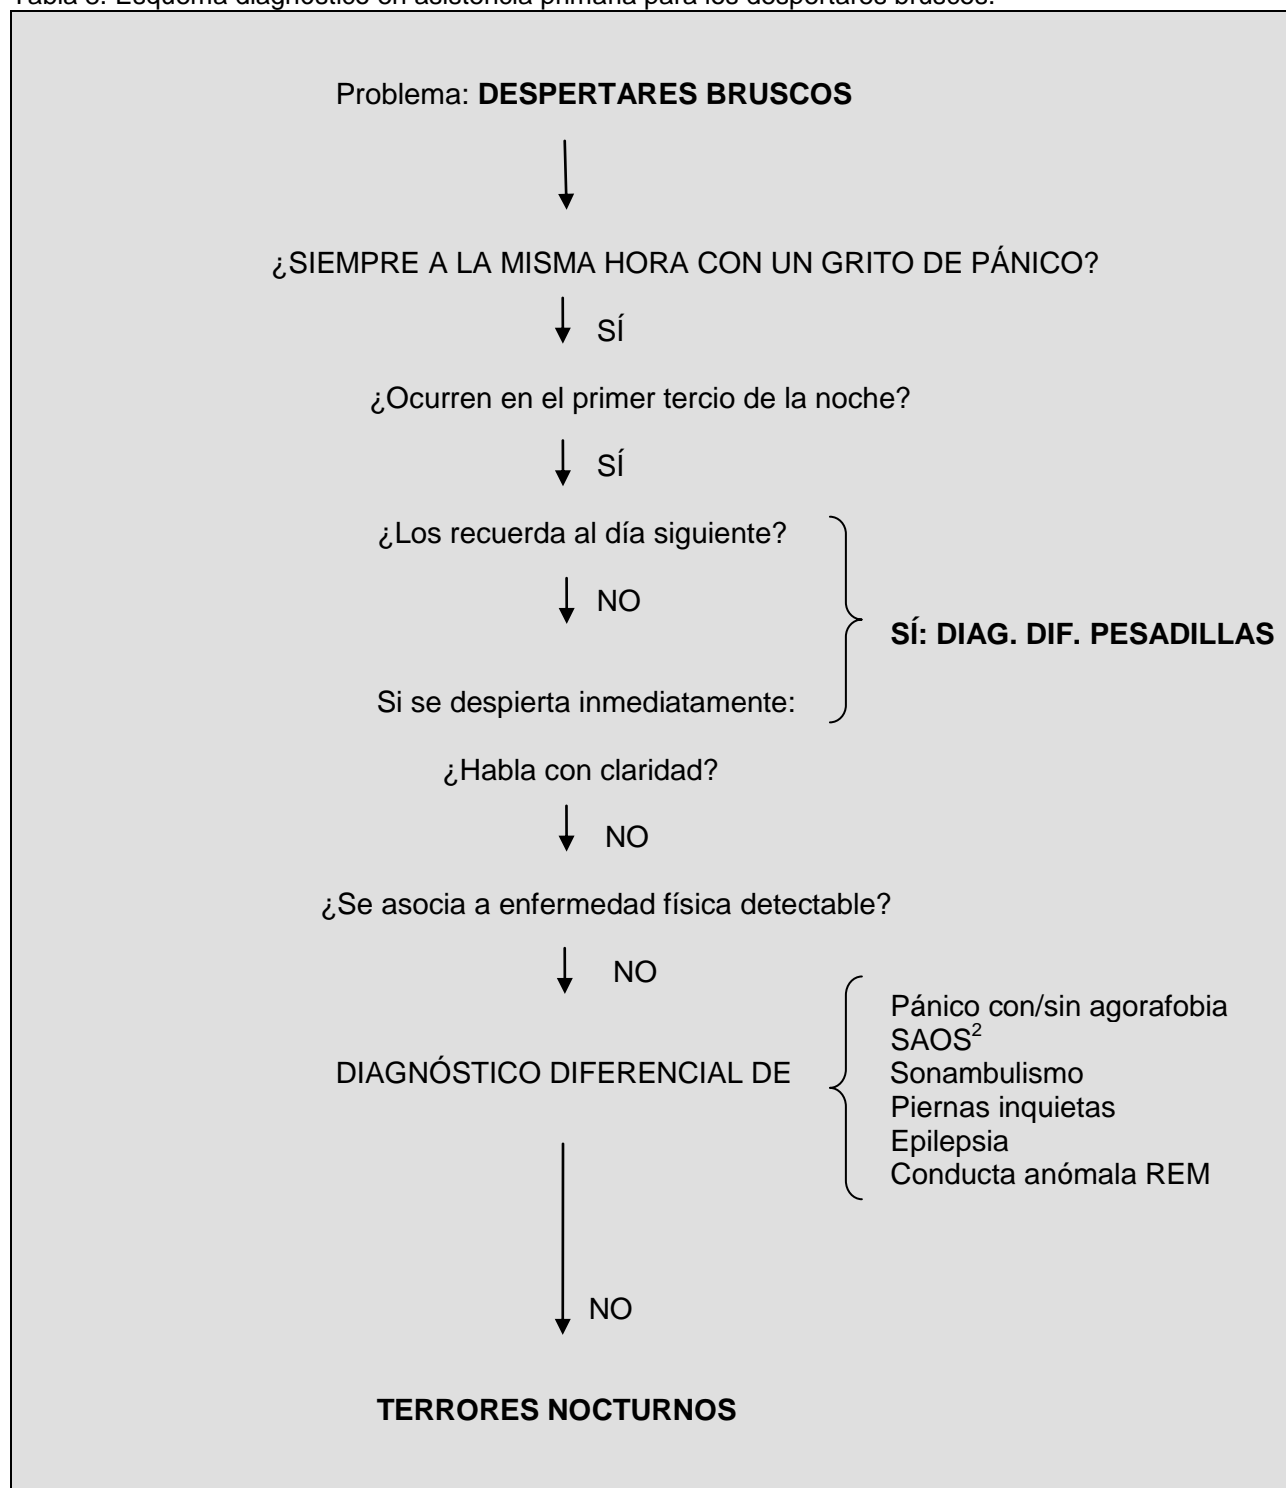 Tabla 3. Esquema diagnóstico en asistencia primaria para los despertares bruscos.
Problema: DESPERTARES BRUSCOS
¿SIEMPRE A LA MISMA HORA CON UN GRITO DE PÁNICO?
SÍ
¿Ocurren en el primer tercio de la noche?
SÍ
¿Los recuerda al día siguiente?
NO
SÍ: DIAG. DIF. PESADILLAS
Si se despierta inmediatamente:
¿Habla con claridad?
NO
¿Se asocia a enfermedad física detectable?
NO
DIAGNÓSTICO DIFERENCIAL DE
Pánico con/sin agorafobia
SAOS²
Sonambulismo
Piernas inquietas
Epilepsia
Conducta anómala REM
NO
TERRORES NOCTURNOS